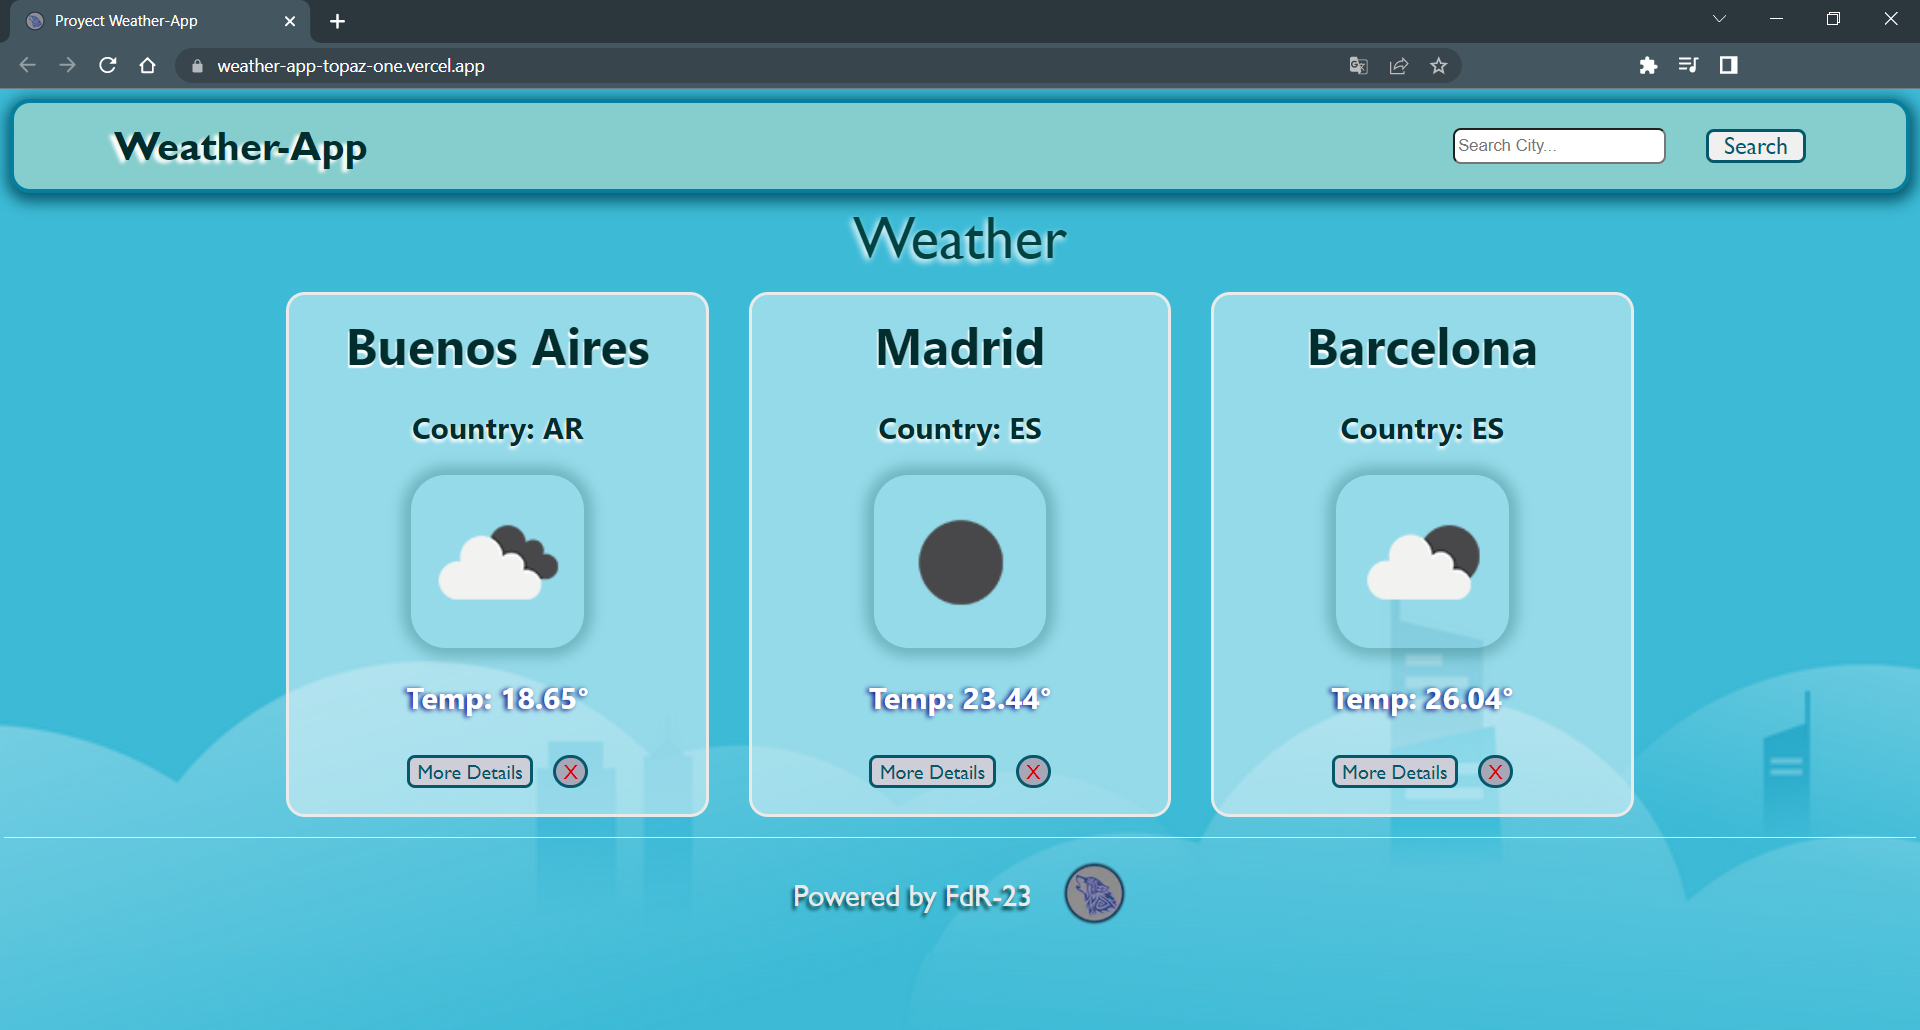 Proyect Weather-App
weather-app-topaz-one.vercel.app
Weather-App
Search City...
Search
Weather
Buenos Aires
Country: AR
Temp: 18.65°
More Details
X
Madrid
Country: ES
Temp: 23.44°
More Details
X
Barcelona
Country: ES
Temp: 26.04°
More Details
X
Powered by FdR-23